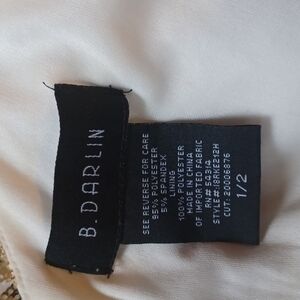 B. DARLIN
SEE REVERSE FOR CARE
95% POLYESTER
5% SPANDEX
LINING
100% POLYESTER
MADE IN CHINA
OF IMPORTED FABRIC
CUT: 20006876
1/2